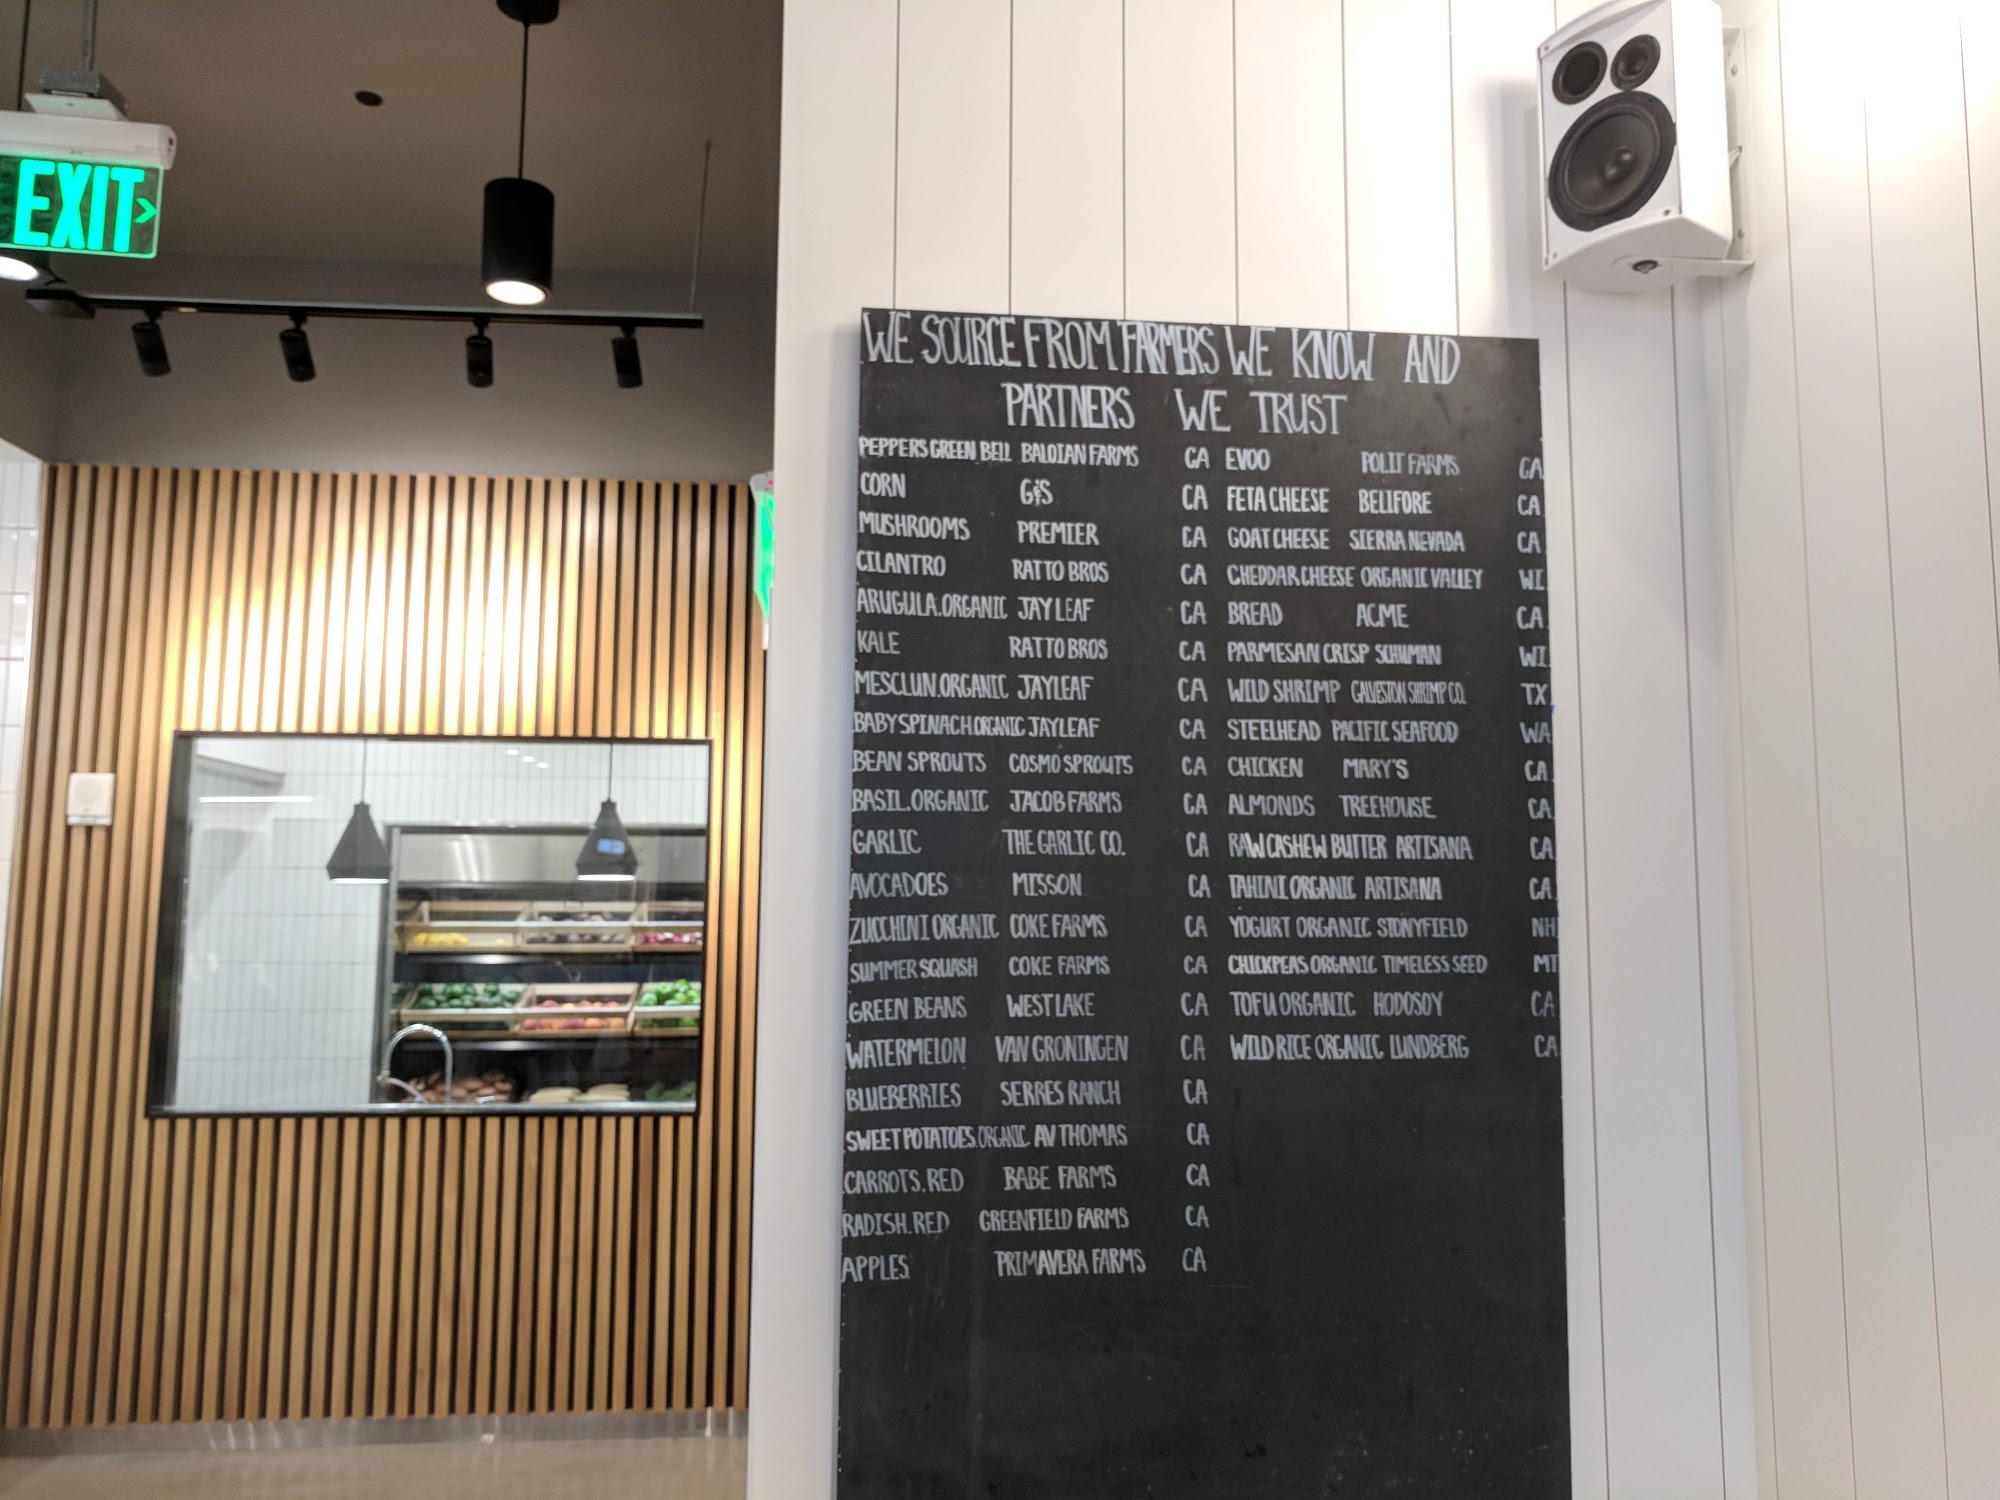 EXIT
WE SOURCE FROM FARMERS WE KNOW AND
PARTNERS WE TRUST
PEPPERS GREEN BELL BALOIAN FARMS CA
CORN G&S CA
MUSHROOMS PREMIER CA
CILANTRO RATTO BROS CA
ARUGULA.ORGANIC JAY LEAF CA
KALE RATTO BROS CA
MESCLUN.ORGANIC JAYLEAF CA
BABY SPINACH.ORGANIC JAYLEAF CA
BEAN SPROUTS COSMO SPROUTS CA
BASIL.ORGANIC JACOB FARMS CA
GARLIC THE GARLIC CO. CA
AVOCADOES MISSON CA
ZUCCHINI ORGANIC COKE FARMS CA
SUMMER SQUASH COKE FARMS CA
GREEN BEANS WESTLAKE CA
WATERMELON VAN GRONINGEN CA
BLUEBERRIES SERRES RANCH CA
SWEET POTATOES.ORGANIC AV THOMAS CA
CARROTS.RED BABE FARMS CA
RADISH.RED GREENFIELD FARMS CA
APPLES PRIMAVERA FARMS CA
EVOO POLIT FARMS CA
FETA CHEESE BELIFORE CA
GOAT CHEESE SIERRA NEVADA CA
CHEDDAR CHEESE ORGANIC VALLEY WI
BREAD ACME CA
PARMESAN CRISP SCHUMAN WI
WILD SHRIMP GALVESTON SHRIMP CO. TX
STEELHEAD PACIFIC SEAFOOD WA
CHICKEN MARY'S CA
ALMONDS TREEHOUSE CA
RAW CASHEW BUTTER ARTISANA CA
TAHINI ORGANIC ARTISANA CA
YOGURT ORGANIC STONYFIELD NH
CHICKPEAS ORGANIC TIMELESS SEED MT
TOFU ORGANIC HODOSOY CA
WILD RICE ORGANIC LUNDBERG CA